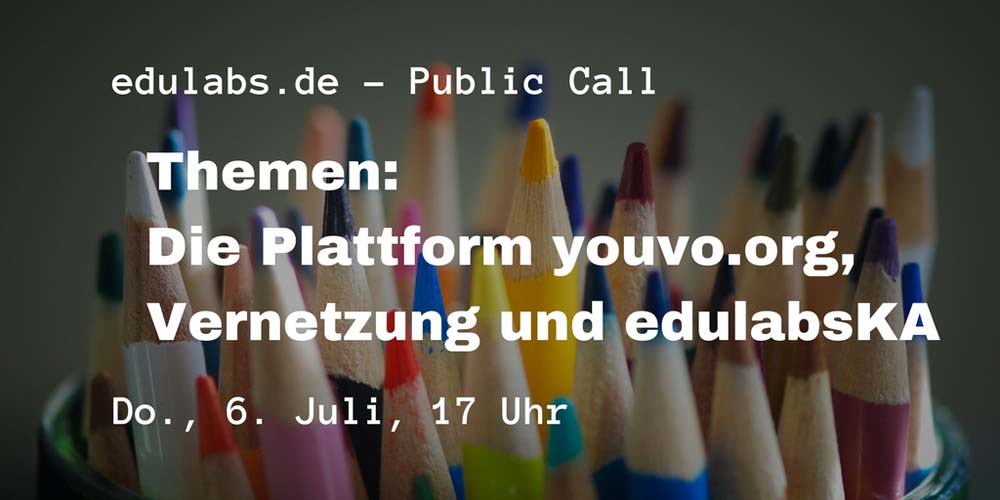 edulabs.de – Public Call
Themen:
Die Plattform youvo.org,
Vernetzung und edulabsKA
Do., 6. Juli, 17 Uhr